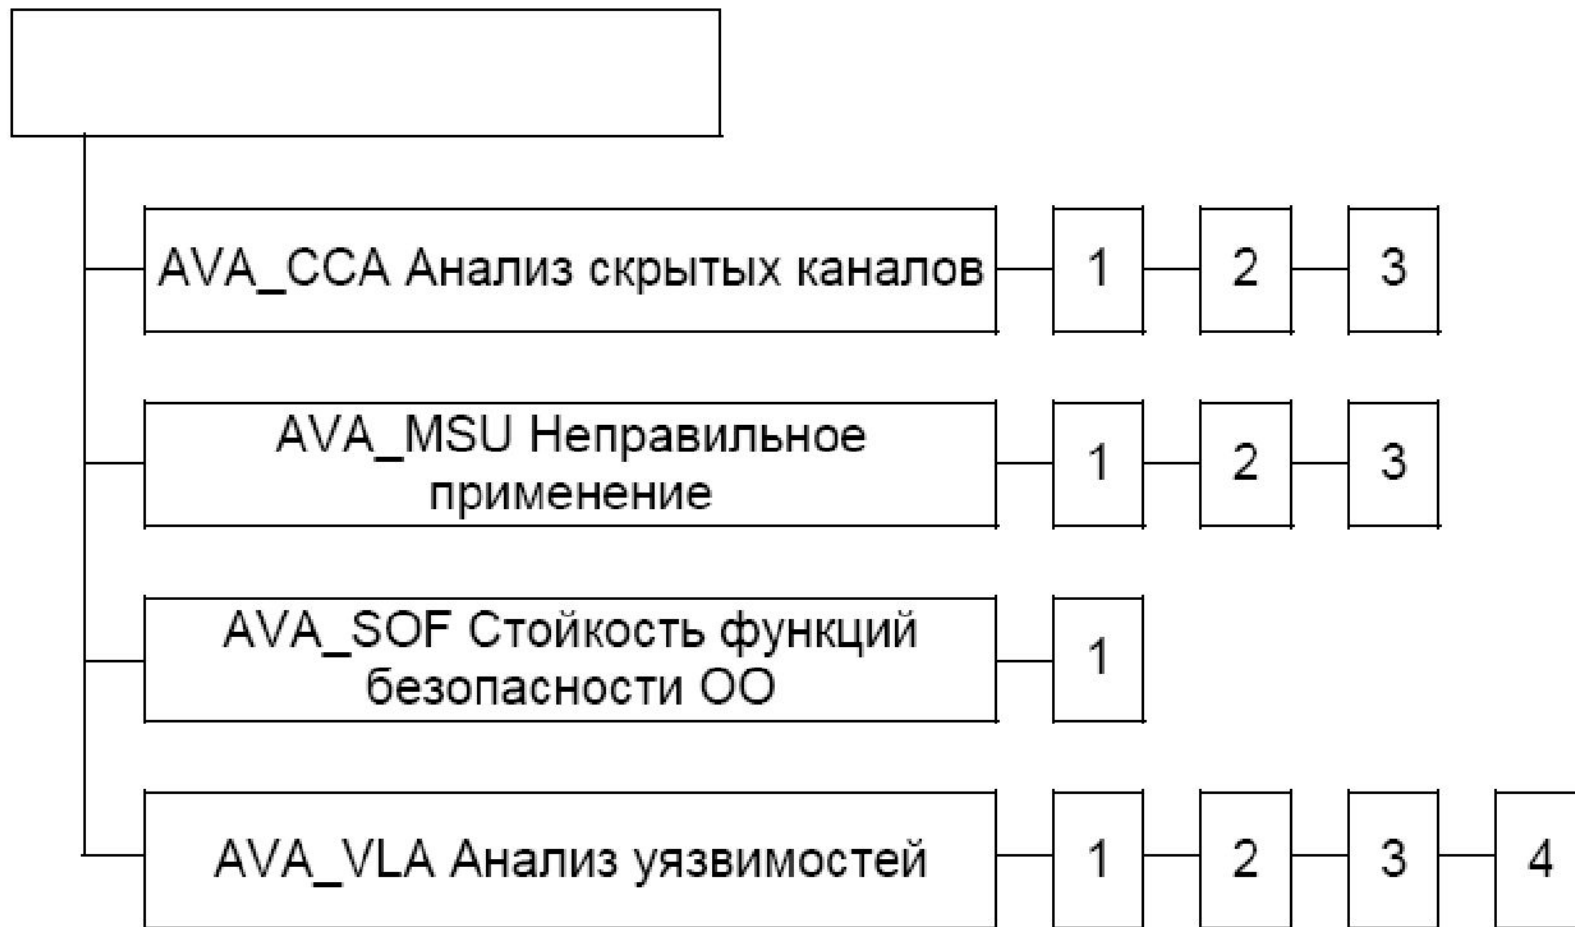 AVA_CCA Анализ скрытых каналов 1 2 3
AVA_MSU Неправильное
применение
1 2 3
AVA_SOF Стойкость функций
безопасности ОО
1
AVA_VLA Анализ уязвимостей 1 2 3 4